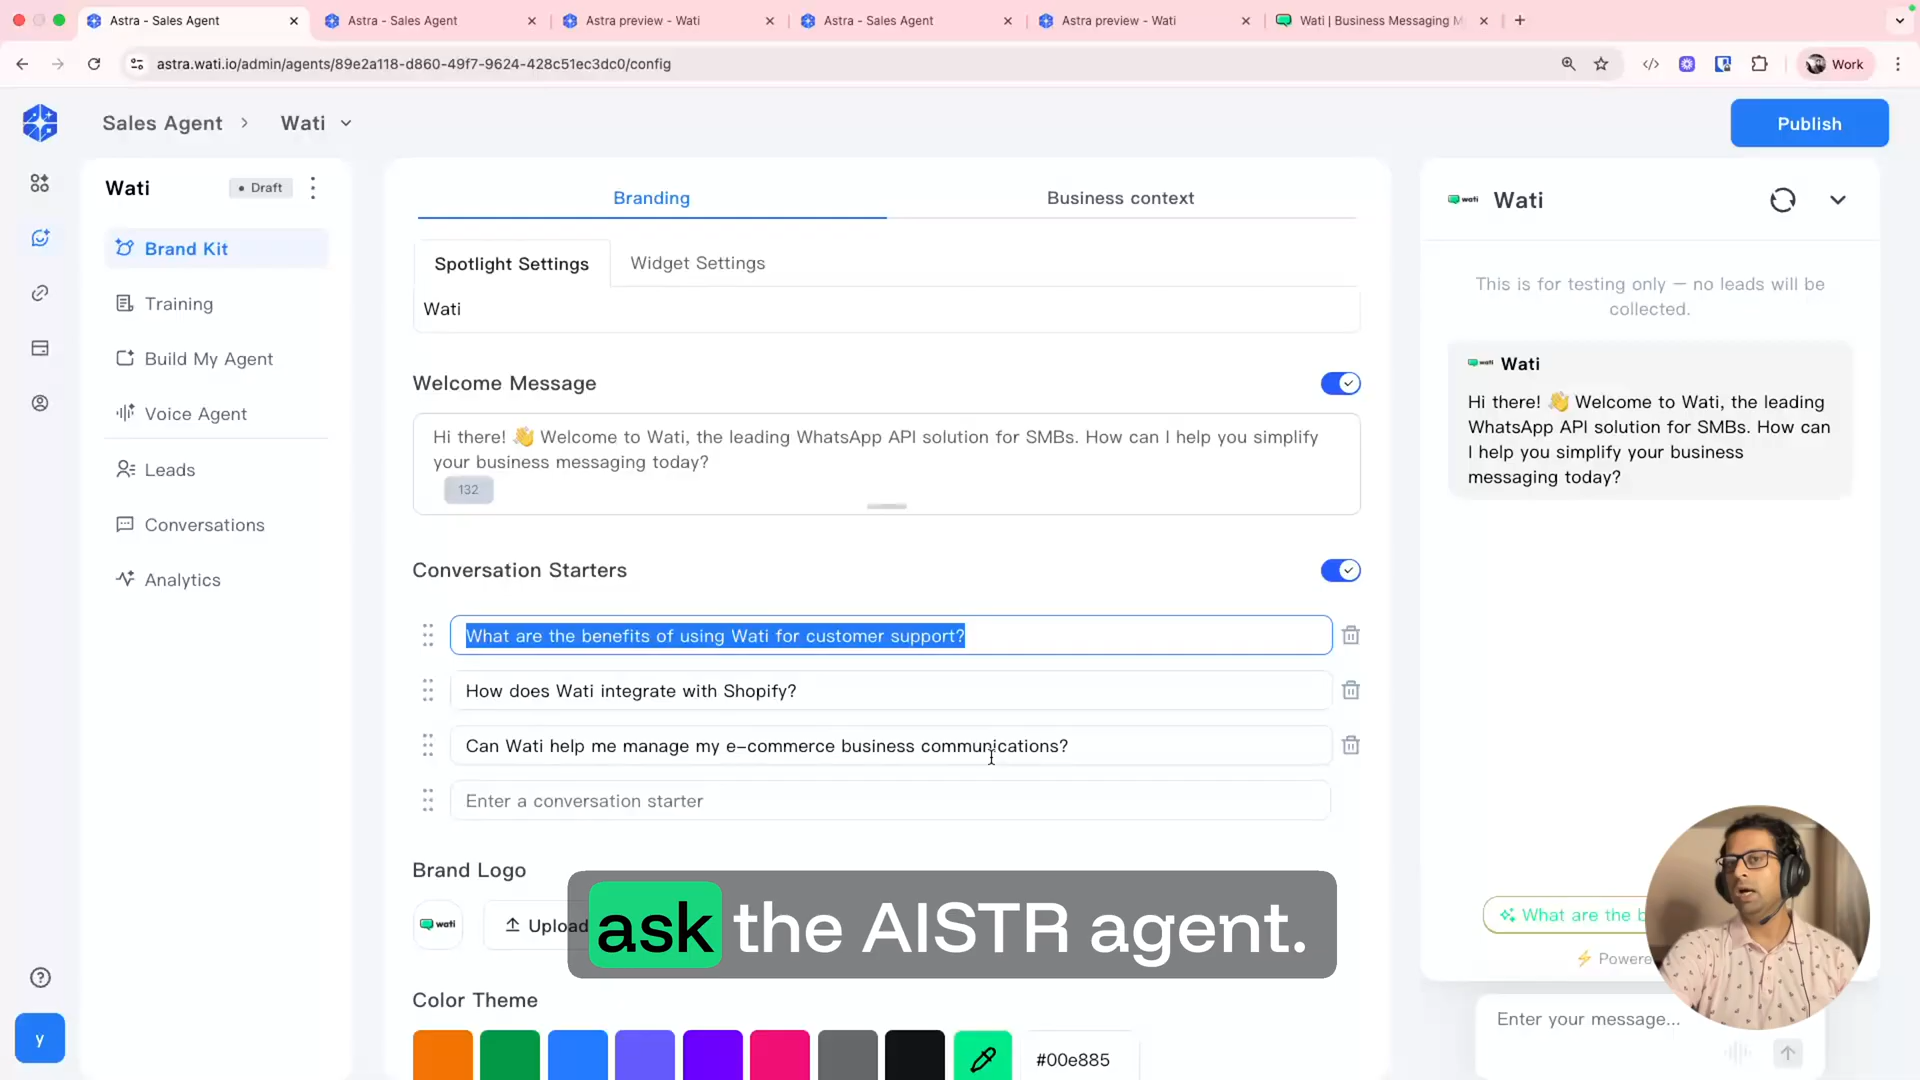 Astra - Sales Agent
Astra - Sales Agent
Astra preview - Wati
Astra - Sales Agent
Astra preview - Wati
Wati | Business Messaging M
astra.wati.io/admin/agents/89e2a118-d860-49f7-9624-428c51ec3dc0/config
Work
Sales Agent > Wati
Publish
Wati
• Draft
Brand Kit
Training
Build My Agent
Voice Agent
Leads
Conversations
Analytics
y
Branding
Business context
Spotlight Settings
Widget Settings
Wati
Welcome Message
Hi there! 👋 Welcome to Wati, the leading WhatsApp API solution for SMBs. How can I help you simplify
your business messaging today?
132
Conversation Starters
What are the benefits of using Wati for customer support?
How does Wati integrate with Shopify?
Can Wati help me manage my e-commerce business communications?
Enter a conversation starter
Brand Logo
wati
Upload
ask the AISTR agent.
Color Theme
#00e885
wati
Wati
This is for testing only — no leads will be
collected.
wati
Wati
Hi there! 👋 Welcome to Wati, the leading
WhatsApp API solution for SMBs. How can
I help you simplify your business
messaging today?
What are the b
Powere
Enter your message...